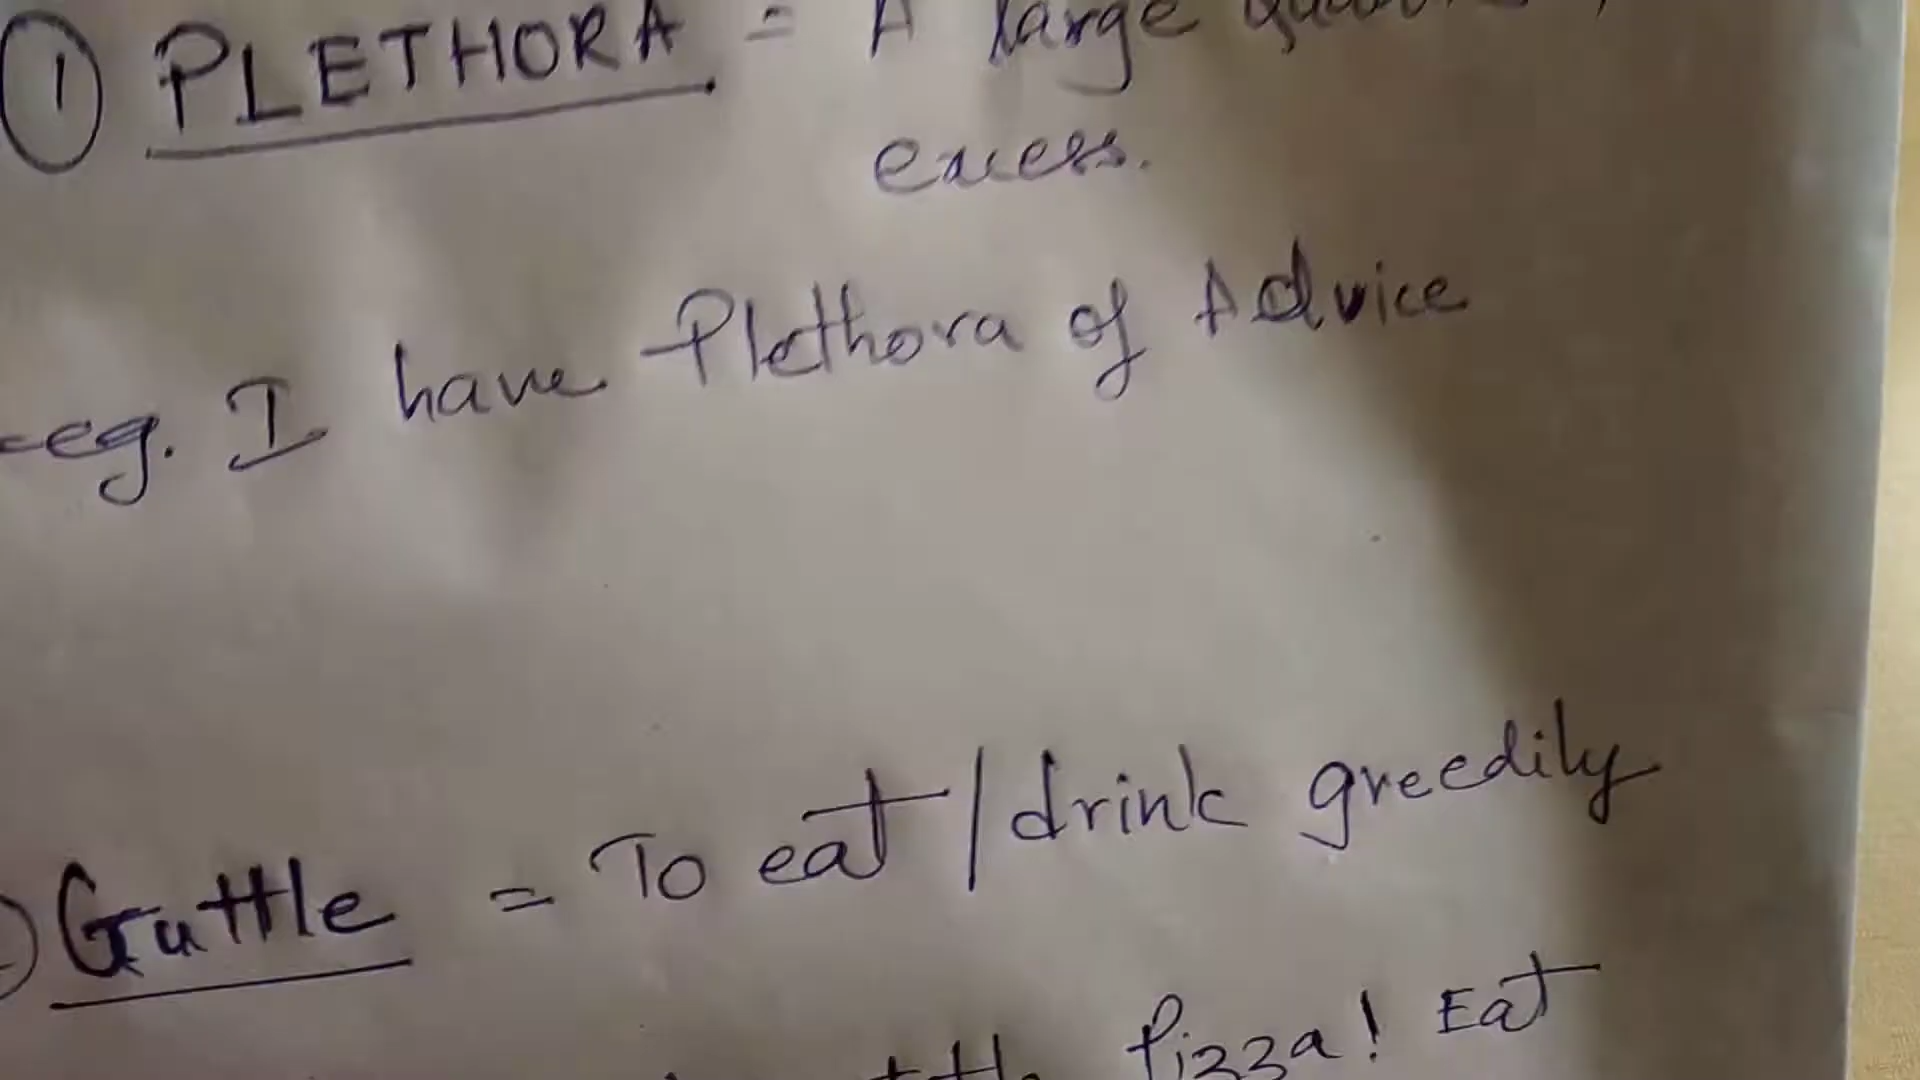 ① PLETHORA = A large
excess.
eg. I have Plethora of Advice
Guttle = To eat/drink greedily
Pizza! Eat